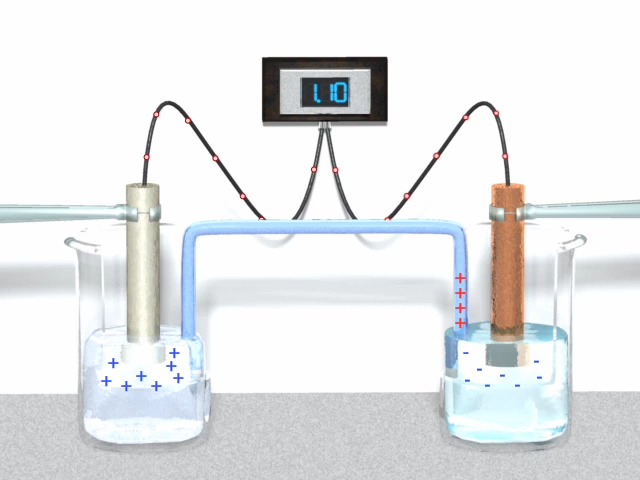 1.10
+ + + +
+ + + + + + + + +
- - - - - - - - -